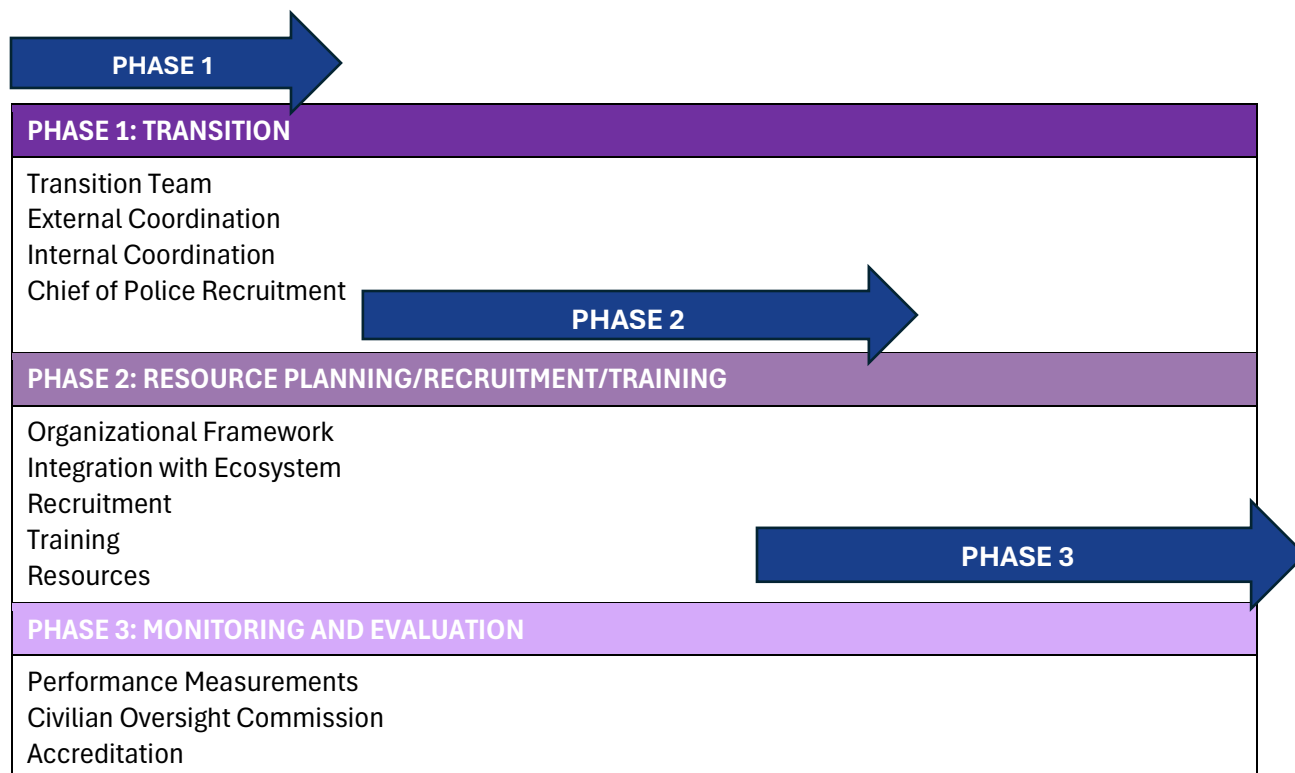 PHASE 1
PHASE 1: TRANSITION
Transition Team
External Coordination
Internal Coordination
Chief of Police Recruitment
PHASE 2
PHASE 2: RESOURCE PLANNING/RECRUITMENT/TRAINING
Organizational Framework
Integration with Ecosystem
Recruitment
Training
Resources
PHASE 3
PHASE 3: MONITORING AND EVALUATION
Performance Measurements
Civilian Oversight Commission
Accreditation